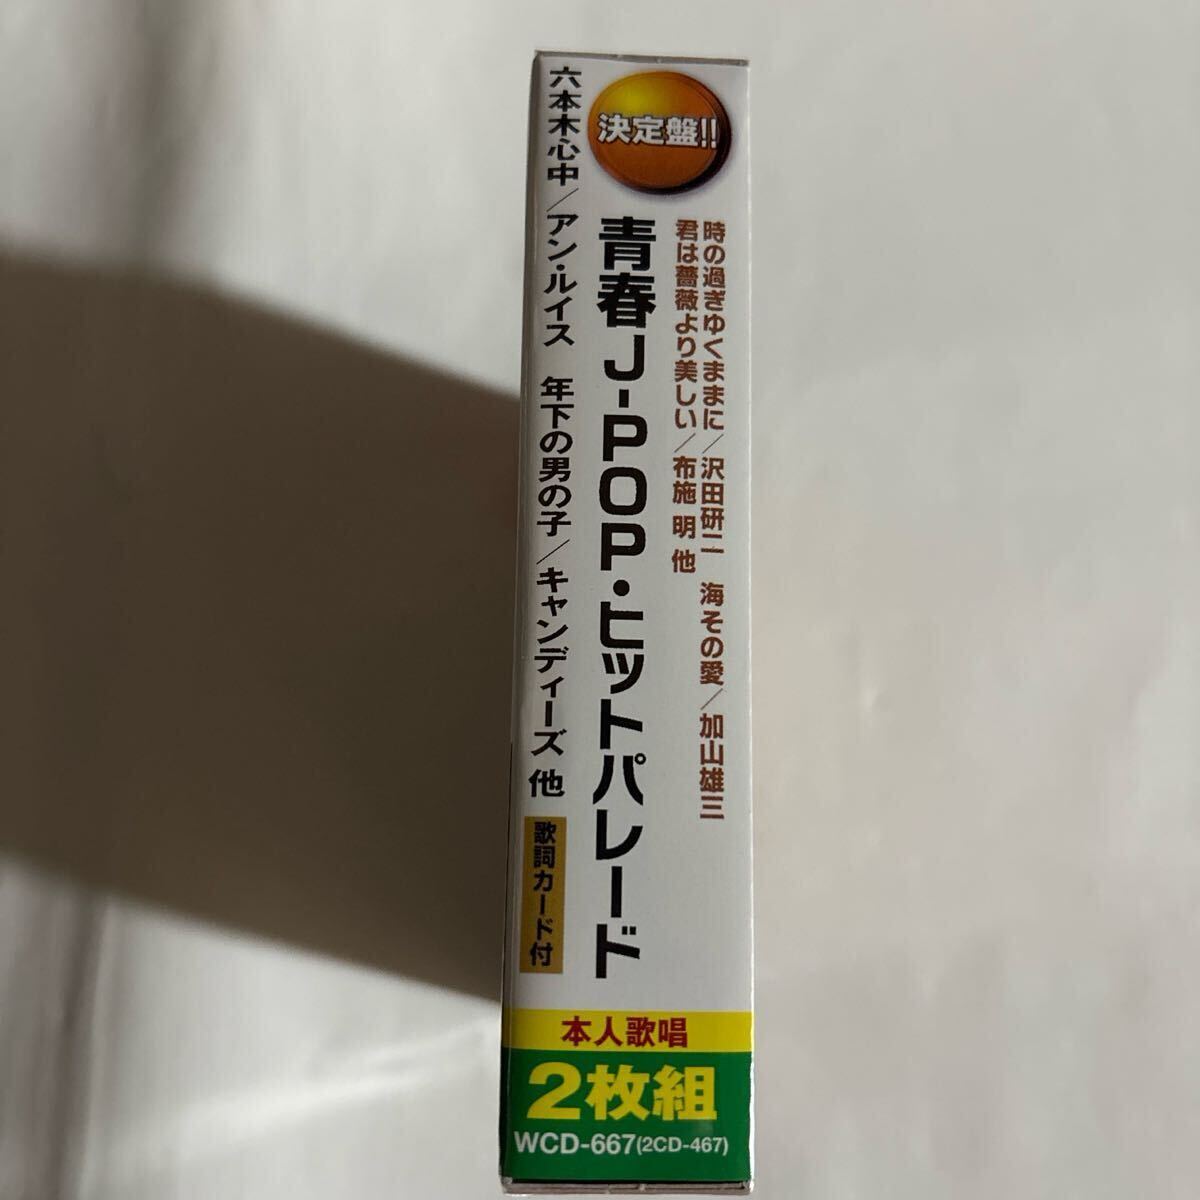 決定盤!!
時の過ぎゆくままに/沢田研二 海その愛/加山雄三
君は薔薇より美しい/布施 明 他
青春J-POP・ヒットパレード
六本木心中/アン・ルイス 年下の男の子/キャンディーズ 他
歌詞カード付
本人歌唱
2枚組
WCD-667(2CD-467)